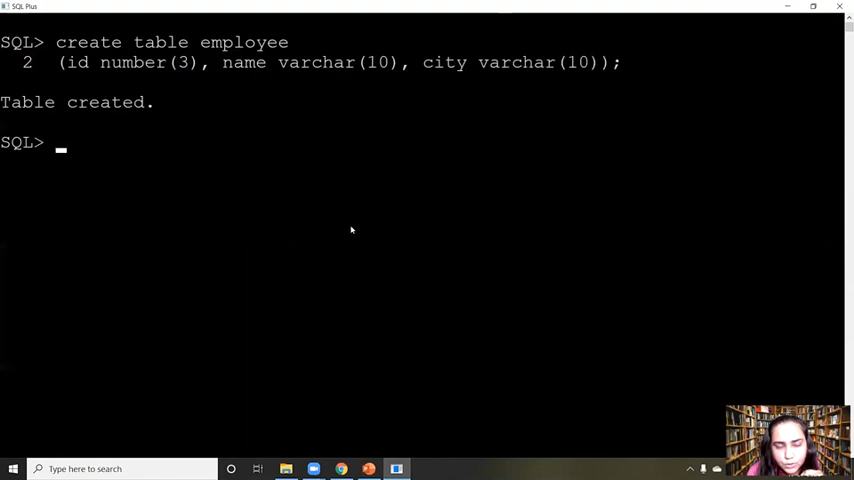 SQL Plus
SQL> create table employee
2 (id number(3), name varchar(10), city varchar(10));
Table created.
SQL>
Type here to search